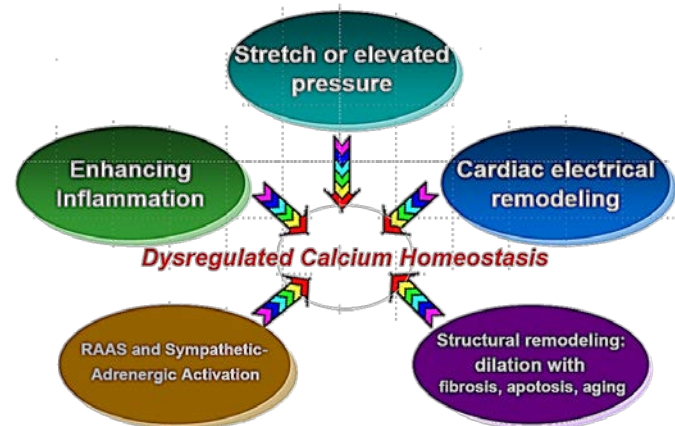 Stretch or elevated
pressure
Enhancing
Inflammation
Cardiac electrical
remodeling
Dysregulated Calcium Homeostasis
RAAS and Sympathetic-
Adrenergic Activation
Structural remodeling:
dilation with
fibrosis, apotosis, aging